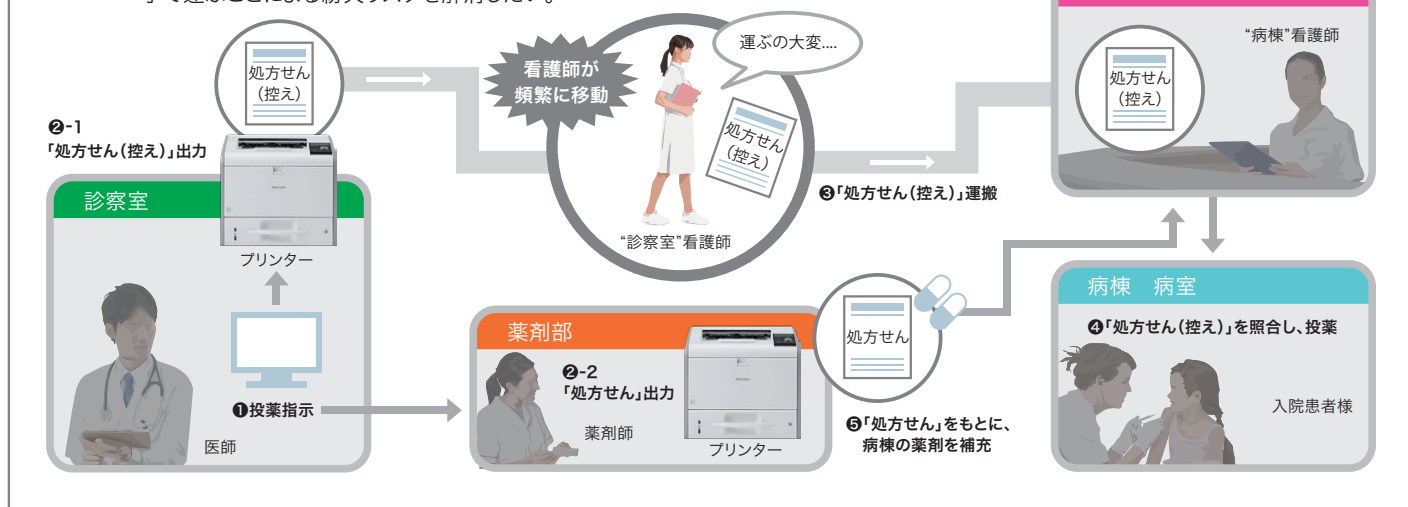 処方せん
(控え)
❷-1
「処方せん(控え)」出力
診察室
プリンター
❶投薬指示
医師
看護師が
頻繁に移動
運ぶの大変....
処方せん
(控え)
“診察室”看護師
❸「処方せん(控え)」運搬
“病棟”看護師
処方せん
(控え)
薬剤部
❷-2
「処方せん」出力
薬剤師
プリンター
処方せん
❺「処方せん」をもとに、
病棟の薬剤を補充
病棟　病室
❹「処方せん(控え)」を照合し、投薬
入院患者様